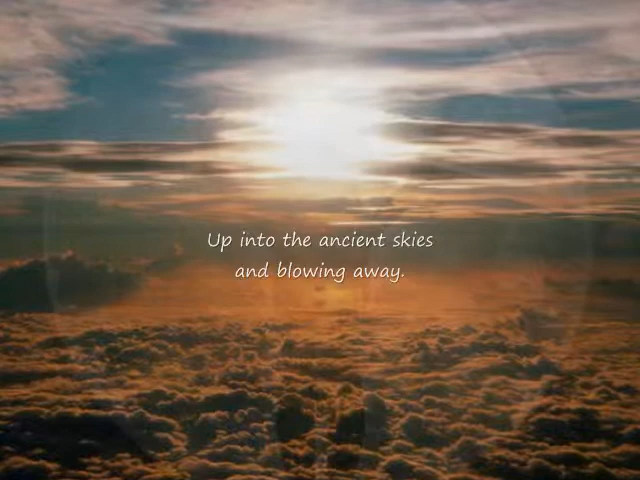 Up into the ancient skies
and blowing away.